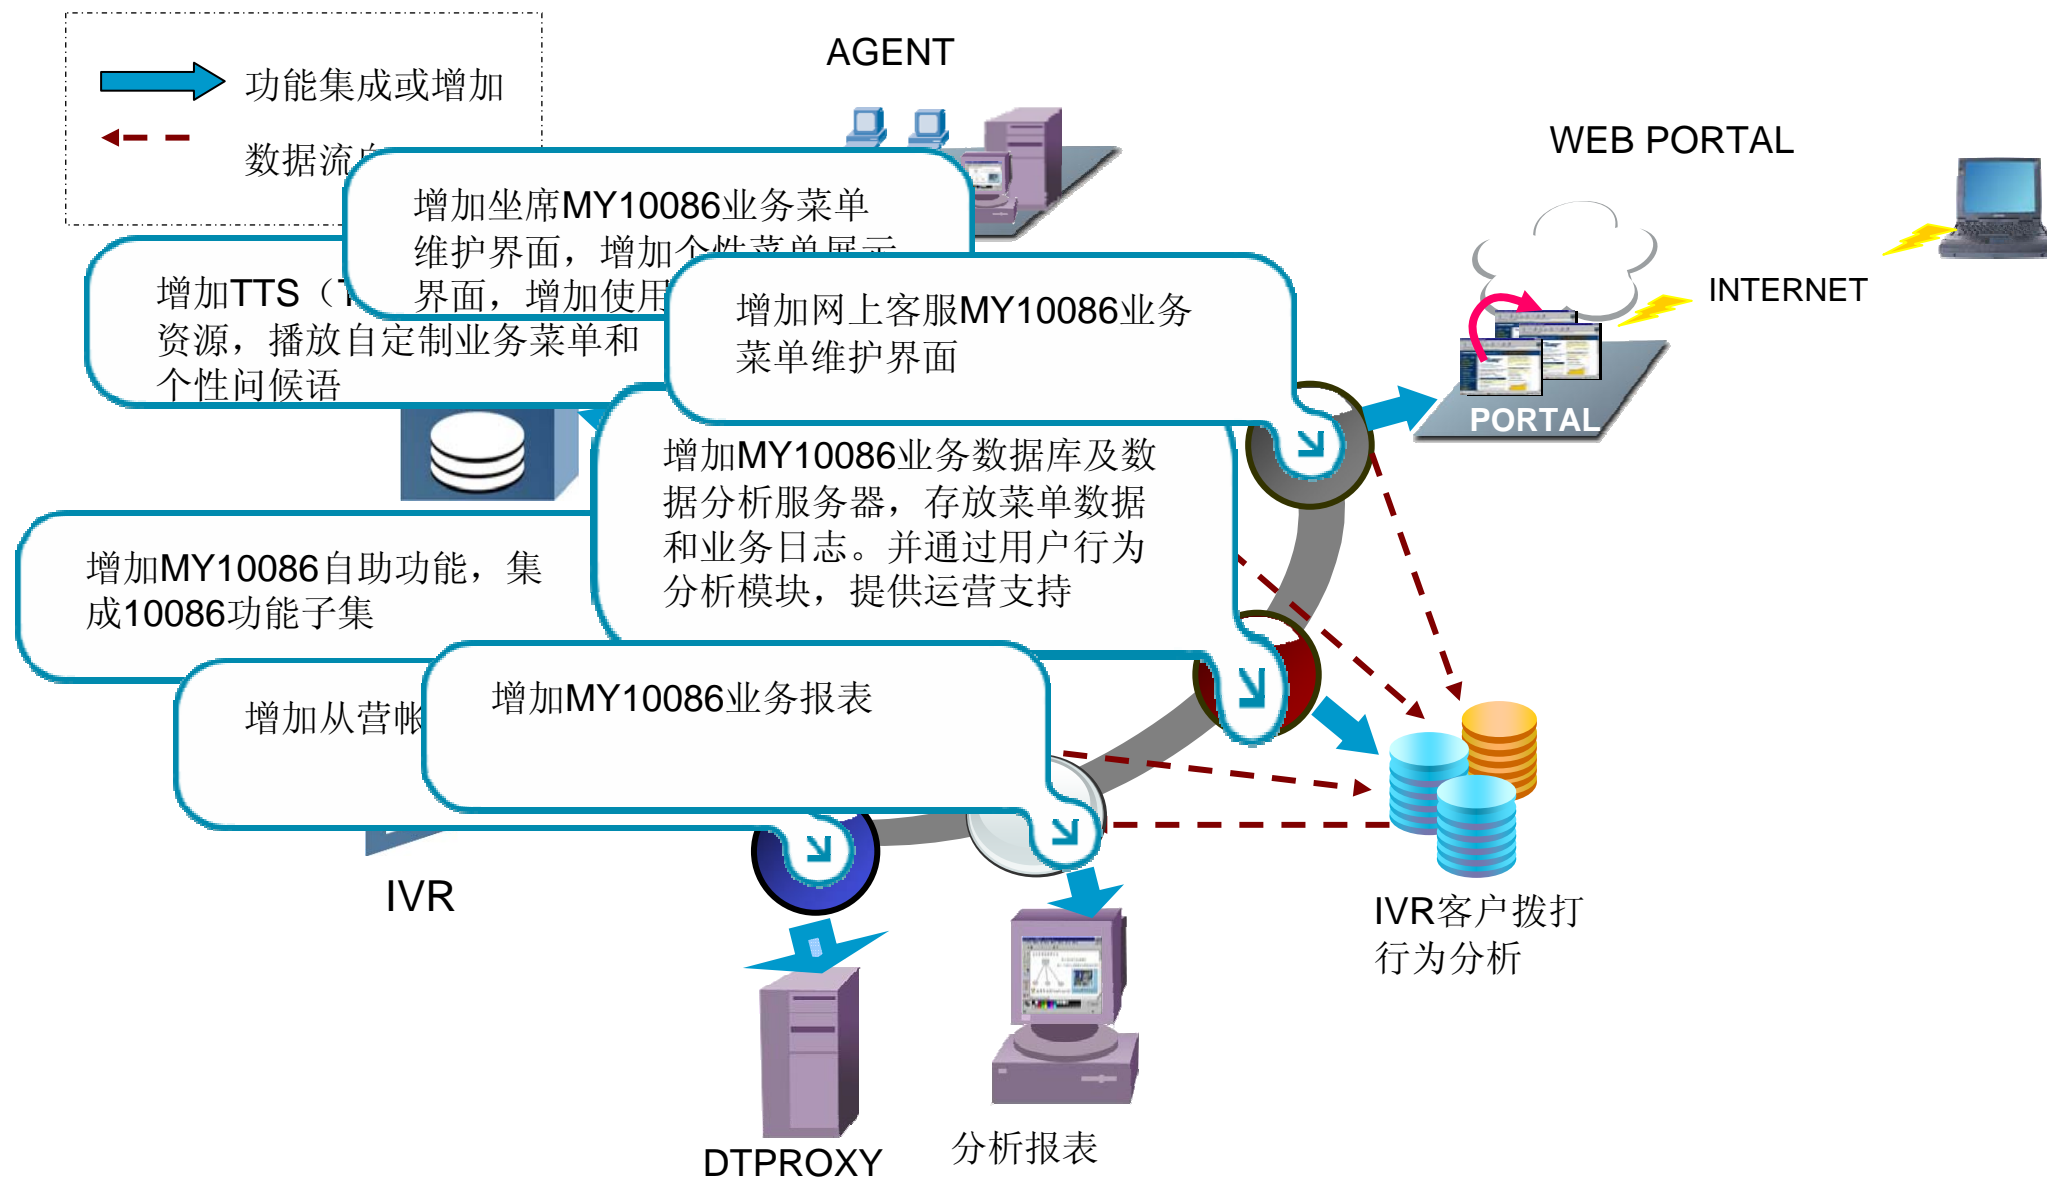 AGENT
功能集成或增加
数据流
WEB PORTAL
增加坐席MY10086业务菜单
维护界面，增加个性菜单展示
界面，增加使用
增加TTS（
资源，播放自定制业务菜单和
个性问候语
增加网上客服MY10086业务
菜单维护界面
INTERNET
PORTAL
增加MY10086业务数据库及数
据分析服务器，存放菜单数据
和业务日志。并通过用户行为
分析模块，提供运营支持
增加MY10086自助功能，集
成10086功能子集
增加从营帐
增加MY10086业务报表
IVR
IVR客户拨打
行为分析
分析报表
DTPROXY